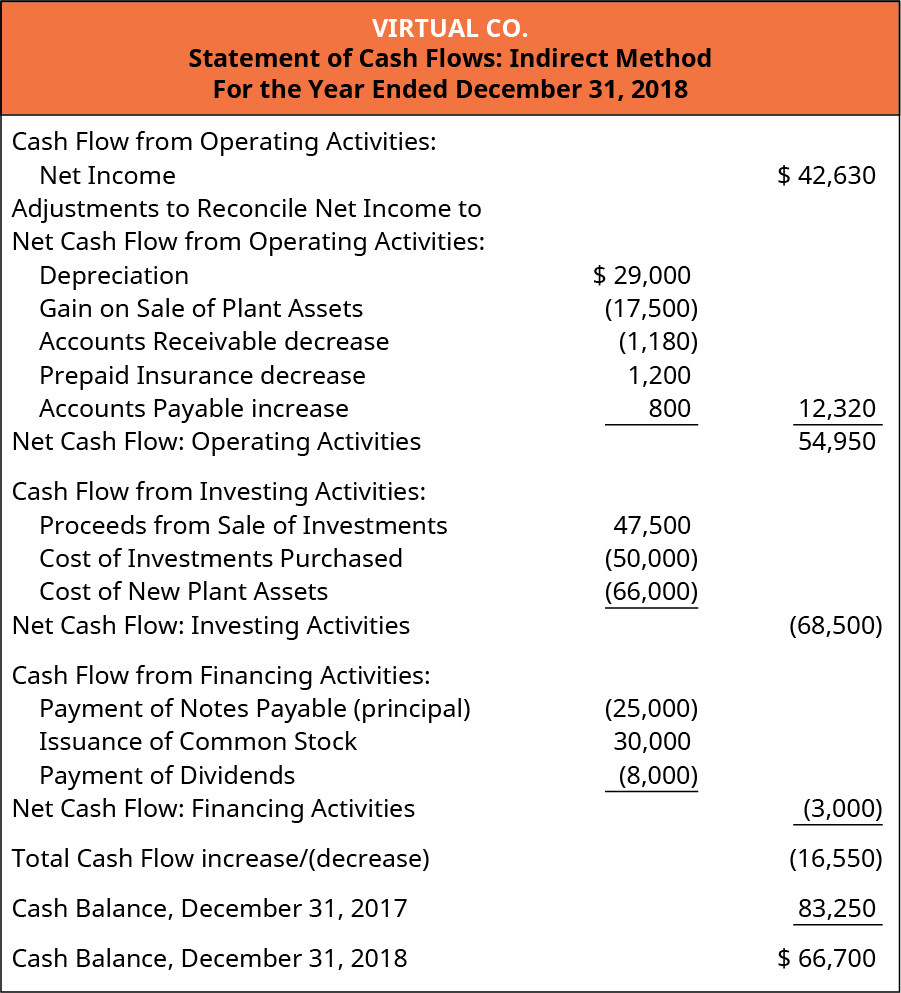 VIRTUAL CO.
Statement of Cash Flows: Indirect Method
For the Year Ended December 31, 2018
Cash Flow from Operating Activities:
Net Income $ 42,630
Adjustments to Reconcile Net Income to
Net Cash Flow from Operating Activities:
Depreciation $ 29,000
Gain on Sale of Plant Assets (17,500)
Accounts Receivable decrease (1,180)
Prepaid Insurance decrease 1,200
Accounts Payable increase 800 12,320
Net Cash Flow: Operating Activities 54,950
Cash Flow from Investing Activities:
Proceeds from Sale of Investments 47,500
Cost of Investments Purchased (50,000)
Cost of New Plant Assets (66,000)
Net Cash Flow: Investing Activities (68,500)
Cash Flow from Financing Activities:
Payment of Notes Payable (principal) (25,000)
Issuance of Common Stock 30,000
Payment of Dividends (8,000)
Net Cash Flow: Financing Activities (3,000)
Total Cash Flow increase/(decrease) (16,550)
Cash Balance, December 31, 2017 83,250
Cash Balance, December 31, 2018 $ 66,700